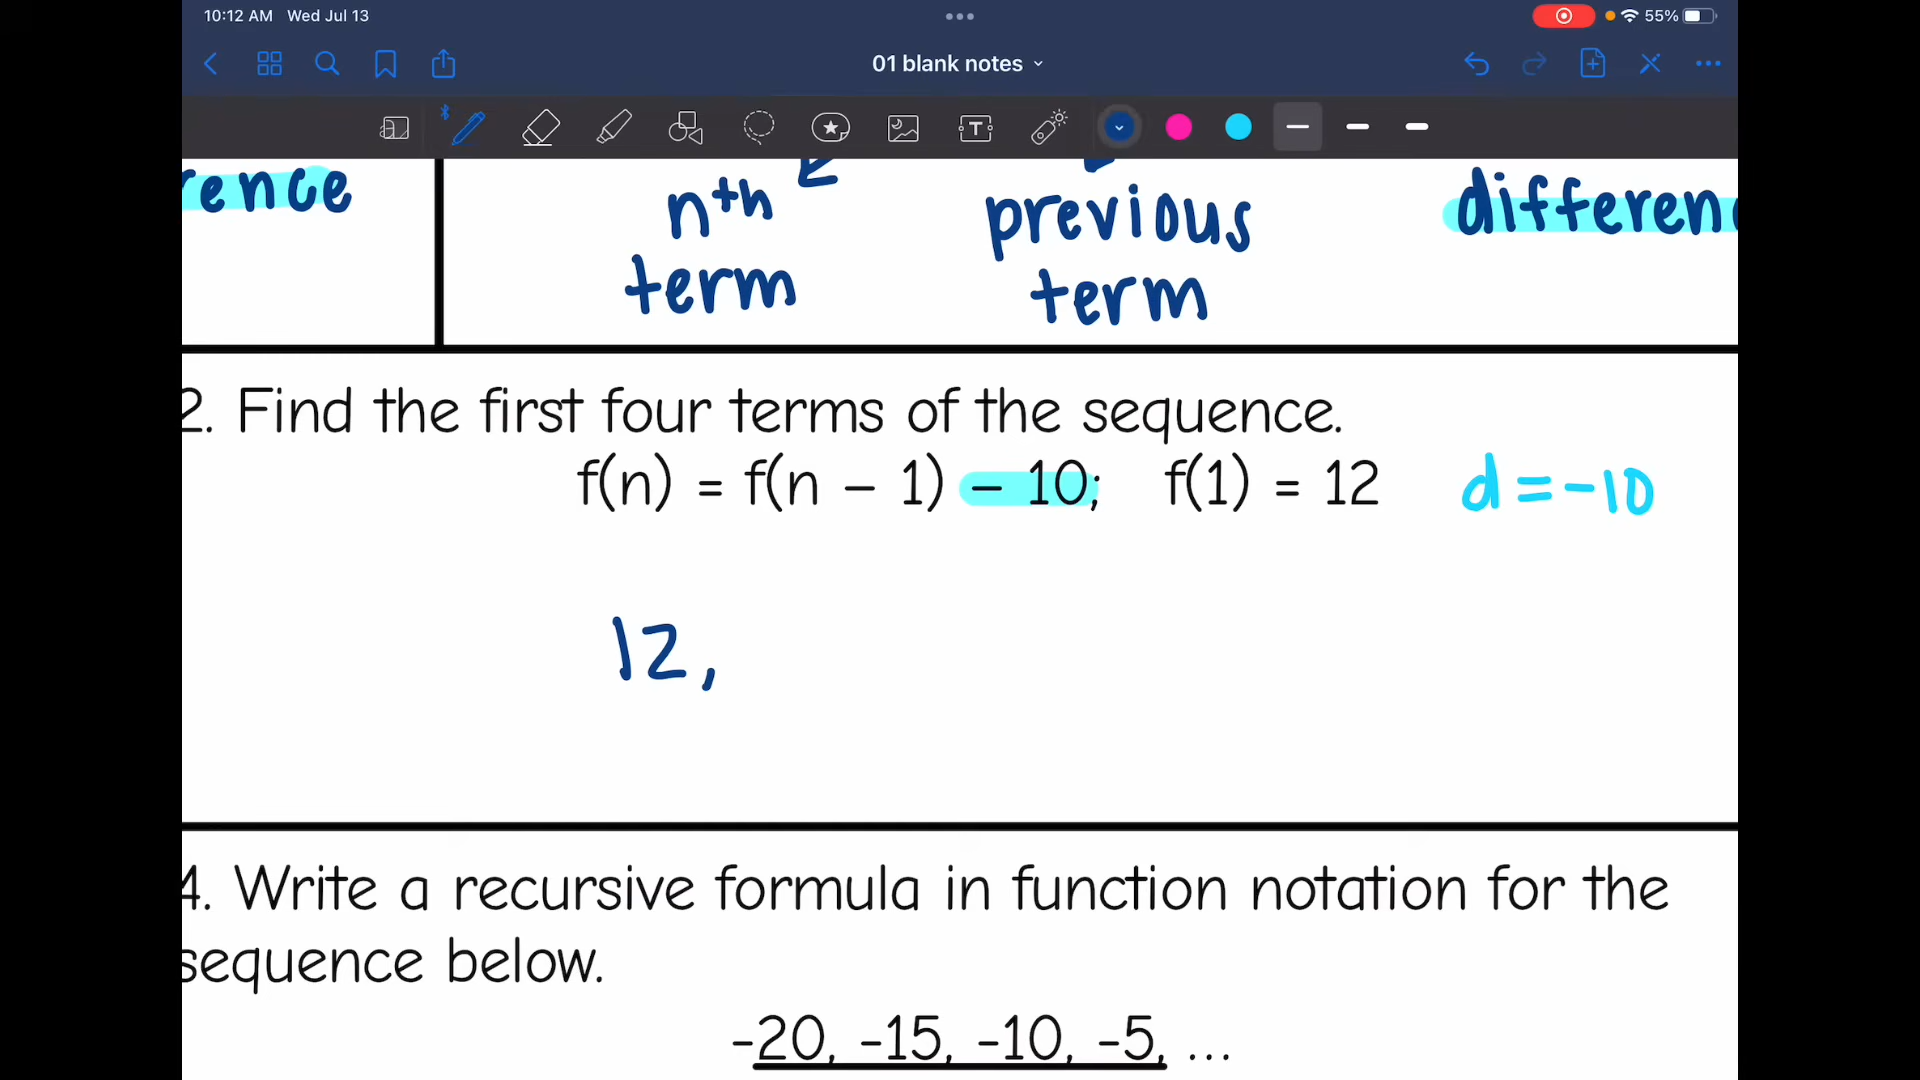 10:12 AM Wed Jul 13
55%
01 blank notes
T
rence
nth
term
previous
term
differen
2. Find the first four terms of the sequence.
f(n) = f(n – 1) – 10; f(1) = 12
d = -10
12,
4. Write a recursive formula in function notation for the
sequence below.
-20, -15, -10, -5, ...